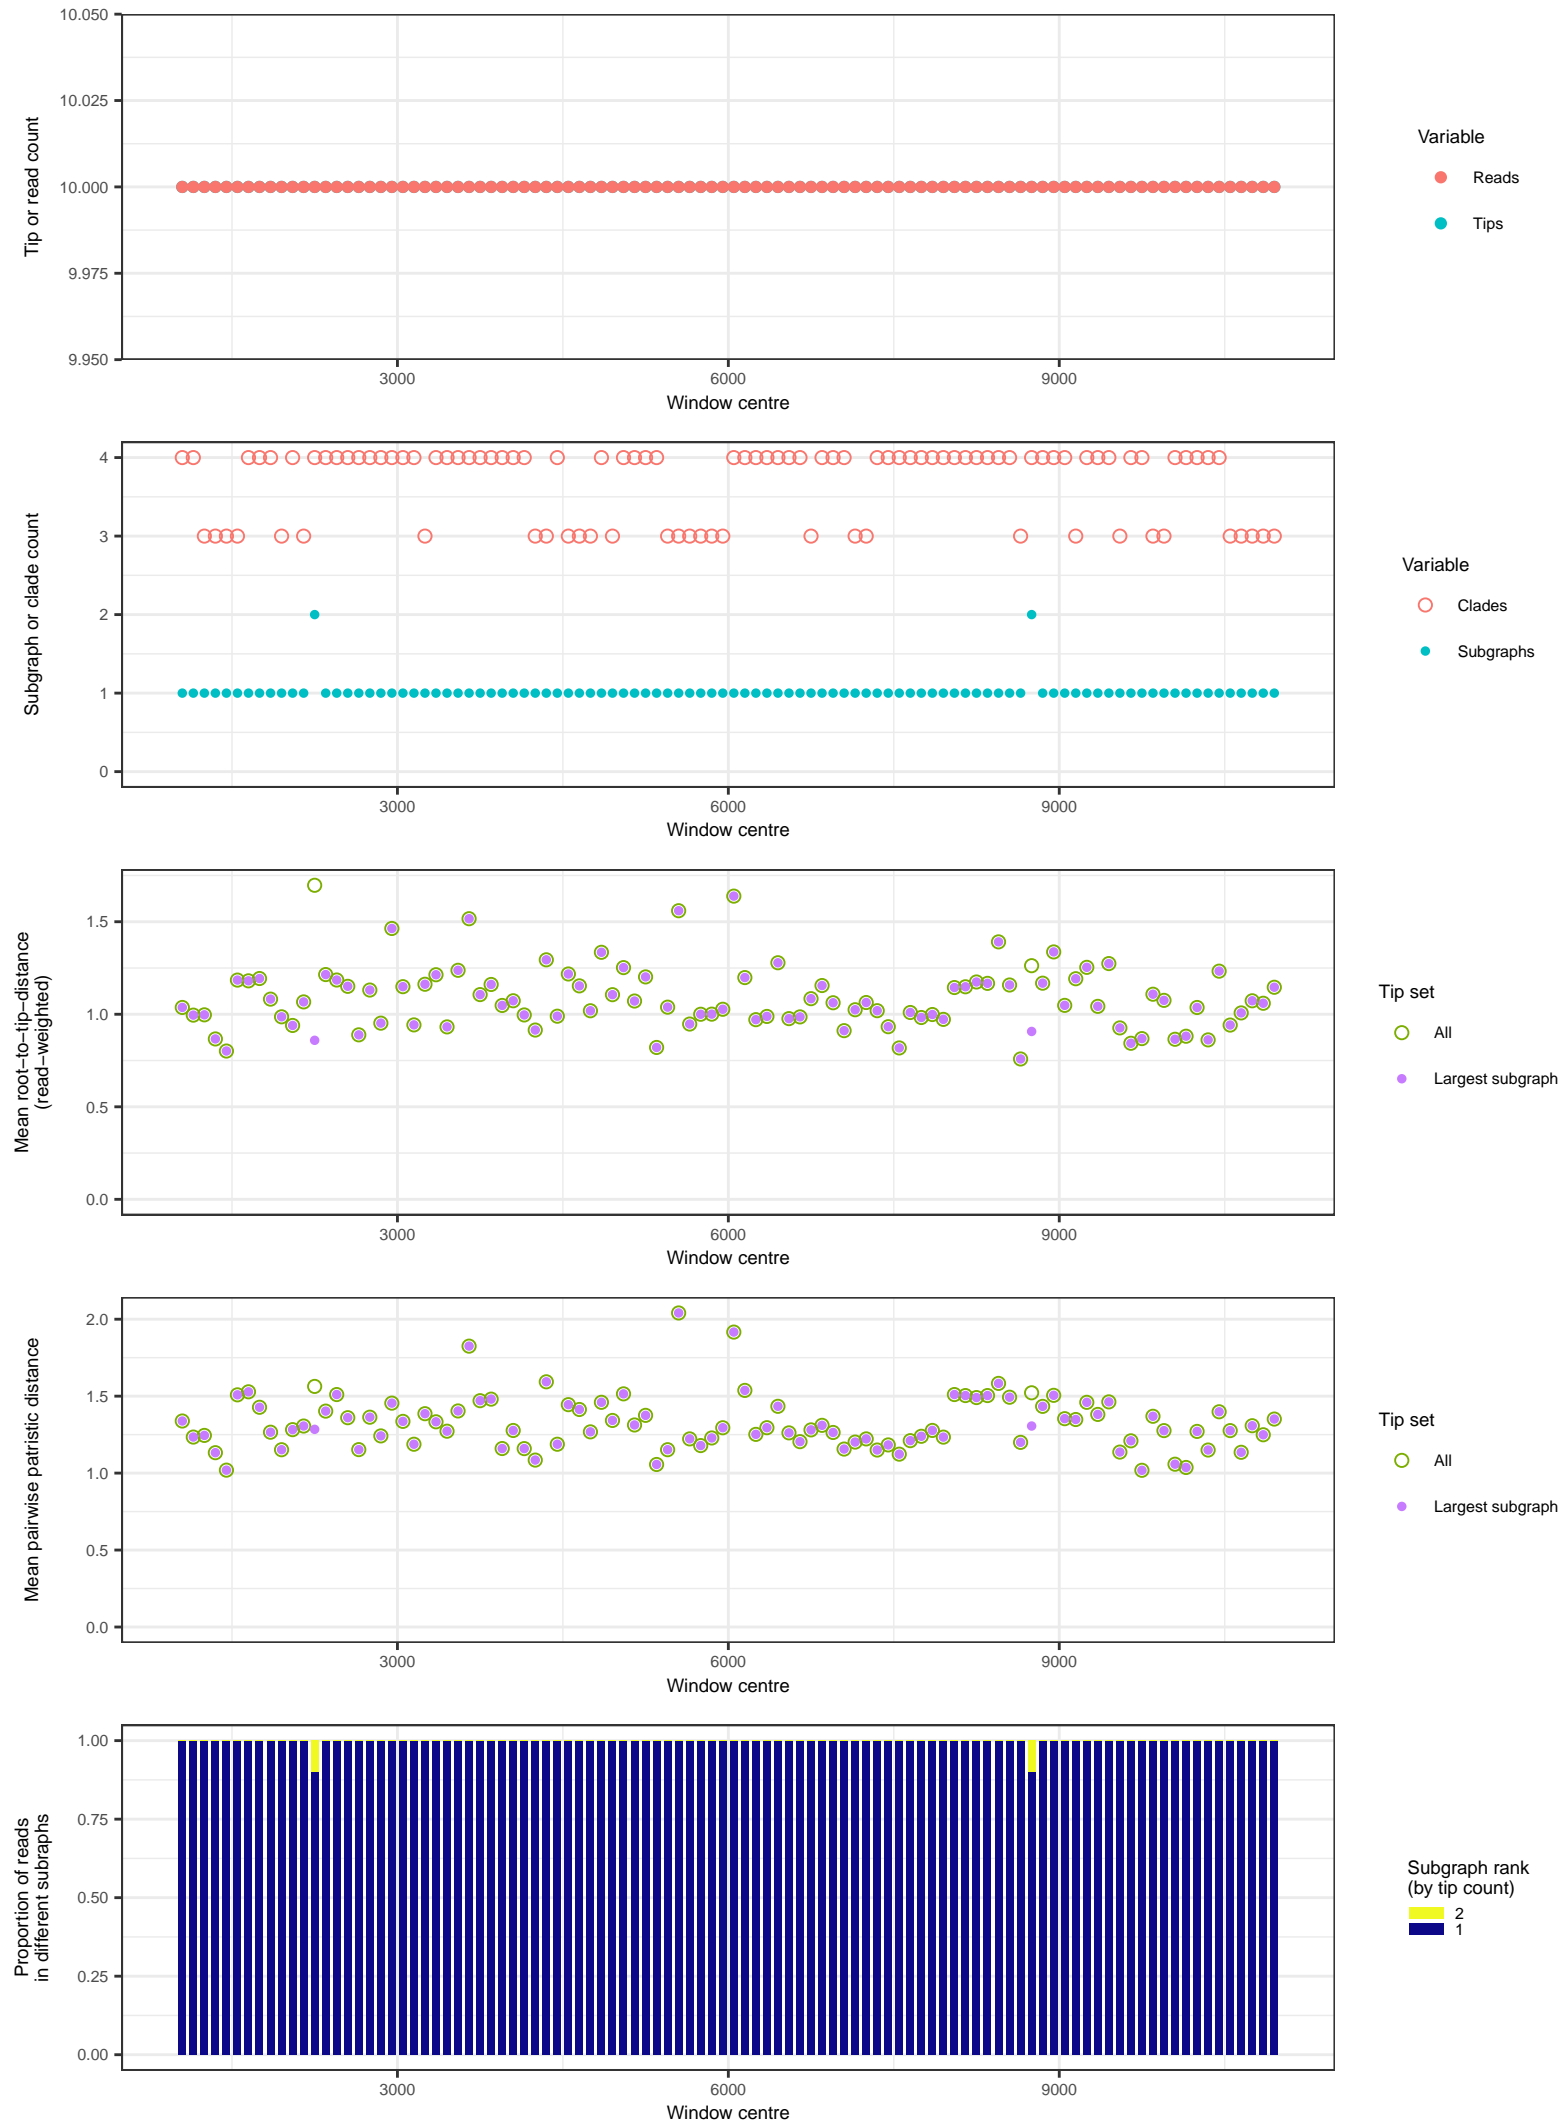 10.050
10.025
10.000
9.975
9.950
Tip or read count
3000
6000
9000
Window centre
Variable
Reads
Tips
4
3
2
1
0
Subgraph or clade count
3000
6000
9000
Window centre
Variable
Clades
Subgraphs
1.5
1.0
0.5
0.0
Mean root−to−tip−distance
(read−weighted)
3000
6000
9000
Window centre
Tip set
All
Largest subgraph
2.0
1.5
1.0
0.5
0.0
Mean pairwise patristic distance
3000
6000
9000
Window centre
Tip set
All
Largest subgraph
1.00
0.75
0.50
0.25
0.00
Proportion of reads
in different subraphs
3000
6000
9000
Window centre
Subgraph rank
(by tip count)
2
1